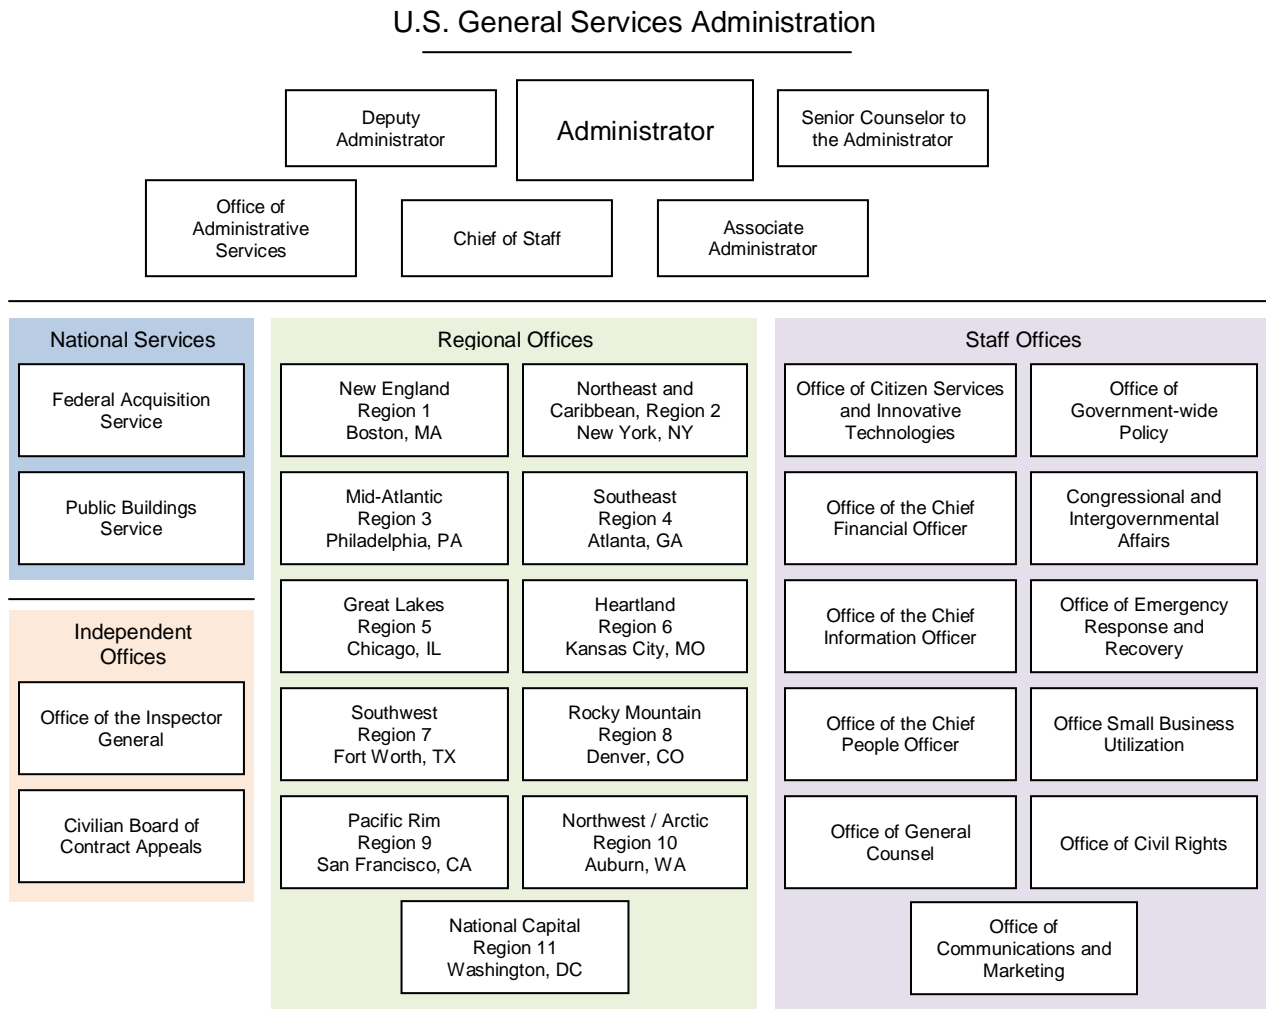 U.S. General Services Administration
Deputy
Administrator
Administrator
Senior Counselor to
the Administrator
Office of
Administrative
Services
Chief of Staff
Associate
Administrator
National Services
Federal Acquisition
Service
Public Buildings
Service
Independent
Offices
Office of the Inspector
General
Civilian Board of
Contract Appeals
Regional Offices
New England
Region 1
Boston, MA
Northeast and
Caribbean, Region 2
New York, NY
Mid-Atlantic
Region 3
Philadelphia, PA
Southeast
Region 4
Atlanta, GA
Great Lakes
Region 5
Chicago, IL
Heartland
Region 6
Kansas City, MO
Southwest
Region 7
Fort Worth, TX
Rocky Mountain
Region 8
Denver, CO
Pacific Rim
Region 9
San Francisco, CA
Northwest / Arctic
Region 10
Auburn, WA
National Capital
Region 11
Washington, DC
Staff Offices
Office of Citizen Services
and Innovative
Technologies
Office of
Government-wide
Policy
Office of the Chief
Financial Officer
Congressional and
Intergovernmental
Affairs
Office of the Chief
Information Officer
Office of Emergency
Response and
Recovery
Office of the Chief
People Officer
Office Small Business
Utilization
Office of General
Counsel
Office of Civil Rights
Office of
Communications and
Marketing